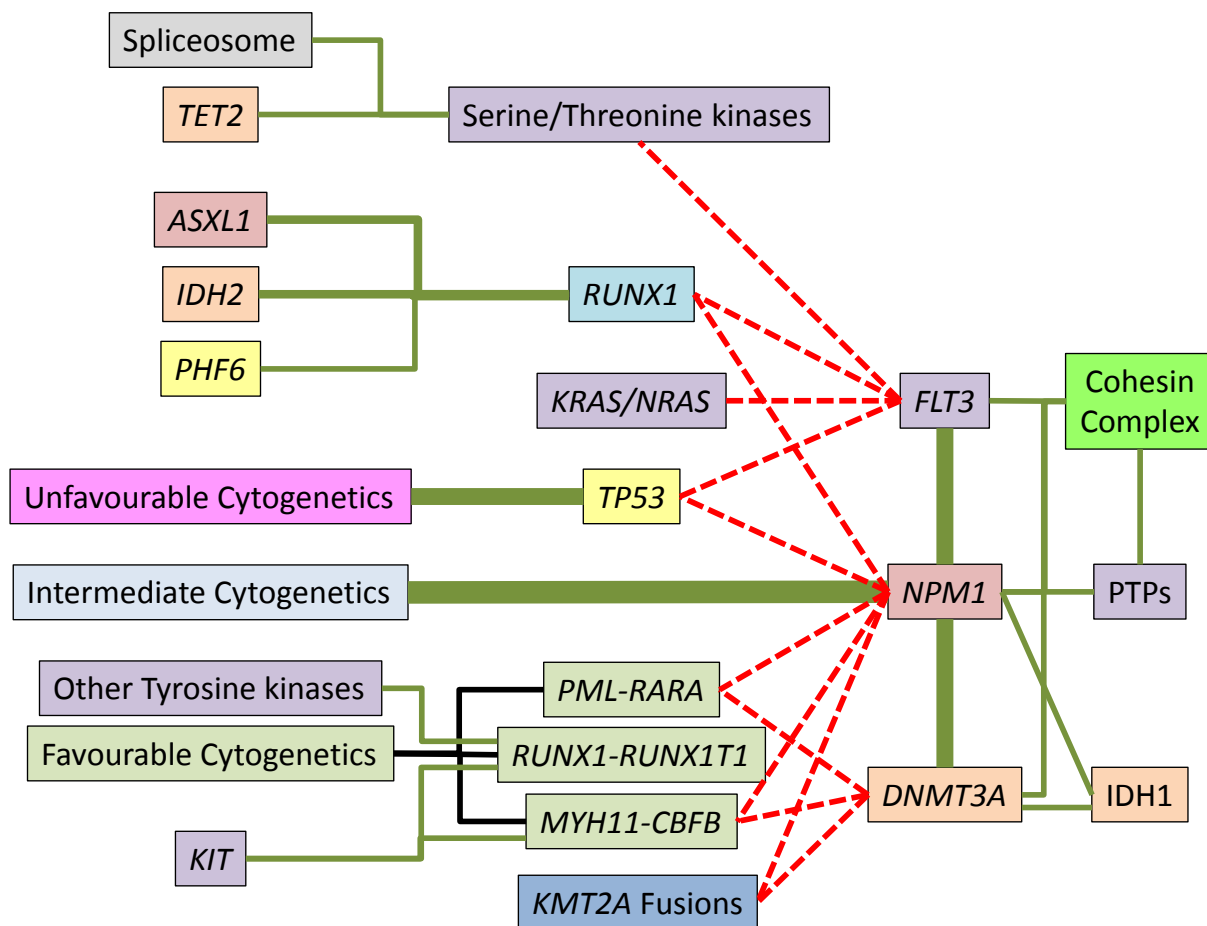 Spliceosome
TET2
Serine/Threonine kinases
ASXL1
IDH2
RUNX1
PHF6
KRAS/NRAS
FLT3
Cohesin
Complex
Unfavourable Cytogenetics
TP53
Intermediate Cytogenetics
NPM1
PTPs
Other Tyrosine kinases
PML-RARA
Favourable Cytogenetics
RUNX1-RUNX1T1
DNMT3A
IDH1
MYH11-CBFB
KIT
KMT2A Fusions